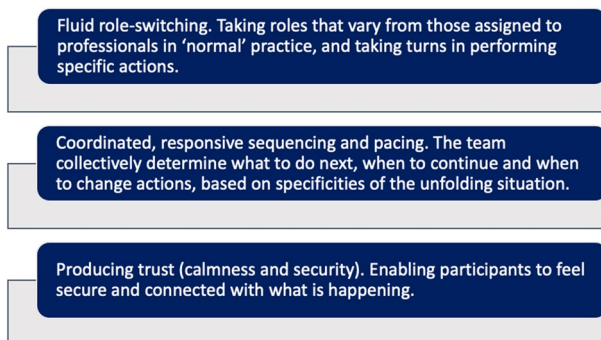 Fluid role-switching. Taking roles that vary from those assigned to
professionals in ‘normal’ practice, and taking turns in performing
specific actions.
Coordinated, responsive sequencing and pacing. The team
collectively determine what to do next, when to continue and when
to change actions, based on specificities of the unfolding situation.
Producing trust (calmness and security). Enabling participants to feel
secure and connected with what is happening.